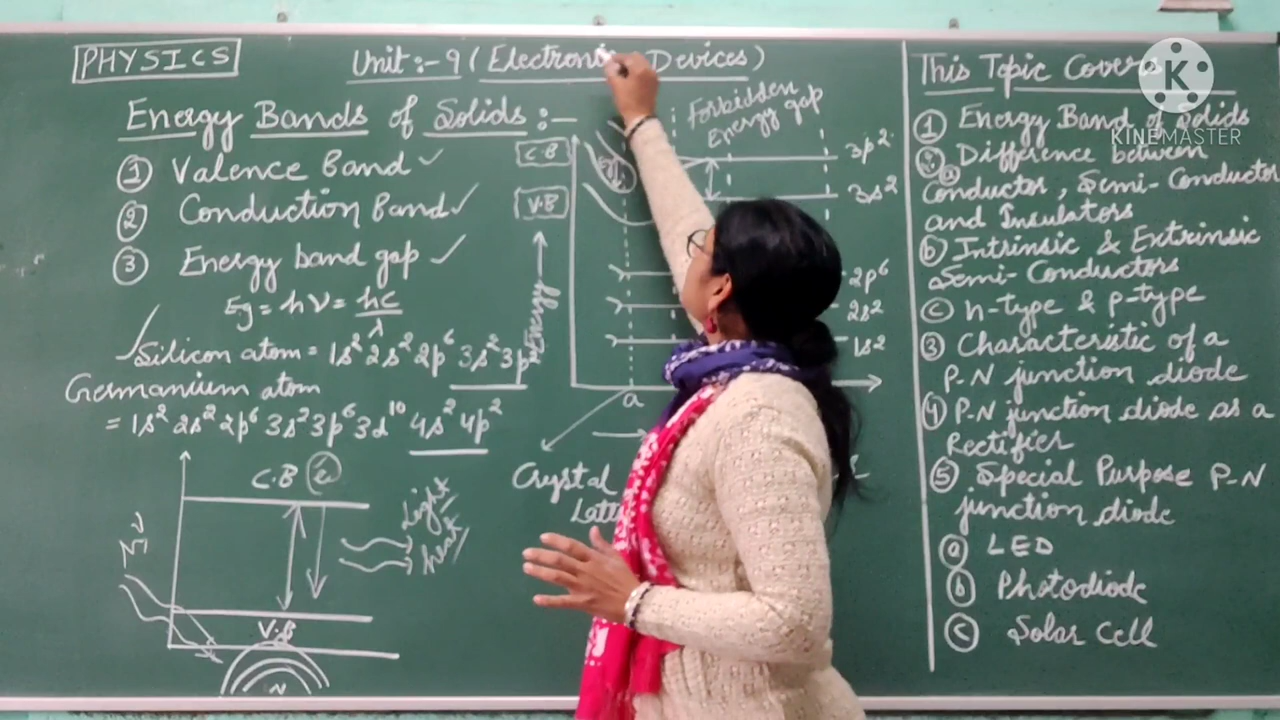 PHYSICS
Unit :- 9 ( Electronic Devices )
Energy Bands of Solids :-
① Valence Band ✓
② Conduction Band ✓
③ Energy band gap ✓
Eg = hν = hc/λ
Silicon atom = 1s² 2s² 2p⁶ 3s² 3p
Germanium atom
= 1s² 2s² 2p⁶ 3s² 3p⁶ 3d¹⁰ 4s² 4p²
C.B
Light
heat
V.B
N
C.B
V.B
Forbidden
Energy gap
3p²
3s²
2p⁶
2s²
1s²
Energy
a
Crystal
Latt
This Topic Covers
① Energy Band of Solids
② ⓐ Difference between
Conductor, Semi-Conductor
and Insulators
ⓑ Intrinsic & Extrinsic
Semi-Conductors
ⓒ n-type & p-type
③ Characteristic of a
P-N junction diode
④ P-N junction diode as a
Rectifier
⑤ Special Purpose P-N
junction diode
ⓐ LED
ⓑ Photodiode
ⓒ Solar Cell
K
KINEMASTER